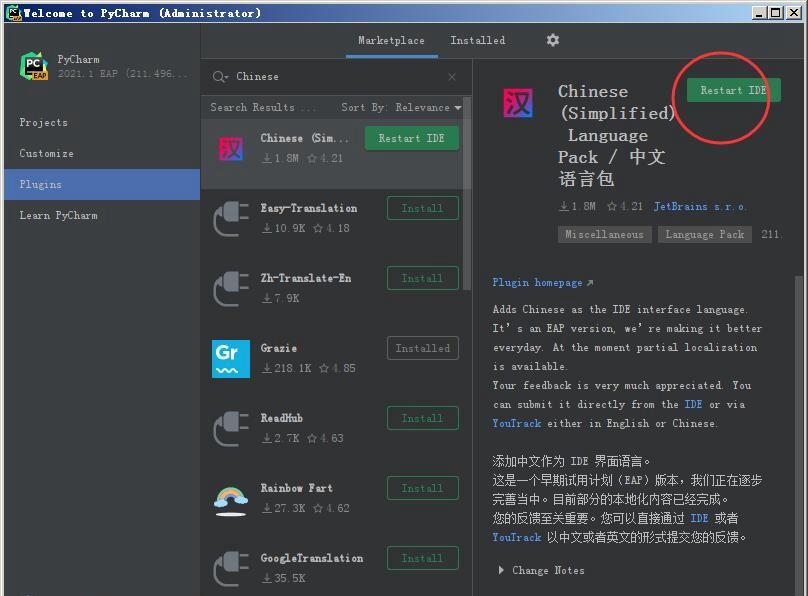 Welcome to PyCharm (Administrator)
PC
EAP
PyCharm
2021.1 EAP (211.496...
Projects
Customize
Plugins
Learn PyCharm
Marketplace
Installed
Chinese
Search Results ...
Sort By: Relevance
汉
Chinese (Sim...
1.8M
4.21
Restart IDE
Easy-Translation
10.9K
4.18
Install
Zh-Translate-En
7.9K
Install
Gr
Grazie
218.1K
4.85
Installed
ReadHub
2.7K
4.63
Install
Rainbow Fart
27.3K
4.62
Install
GoogleTranslation
35.5K
Install
汉
Chinese
(Simplified)
Language
Pack / 中文
语言包
Restart IDE
1.8M
4.21
JetBrains s.r.o.
Miscellaneous
Language Pack
211.
Plugin homepage
Adds Chinese as the IDE interface language.
It’s an EAP version, we’re making it better
everyday. At the moment partial localization
is available.
Your feedback is very much appreciated. You
can submit it directly from the IDE or via
YouTrack either in English or Chinese.
添加中文作为 IDE 界面语言。
这是一个早期试用计划（EAP）版本，我们正在逐步
完善当中。目前部分的本地化内容已经完成。
您的反馈至关重要。您可以直接通过 IDE 或者
YouTrack 以中文或者英文的形式提交您的反馈。
Change Notes